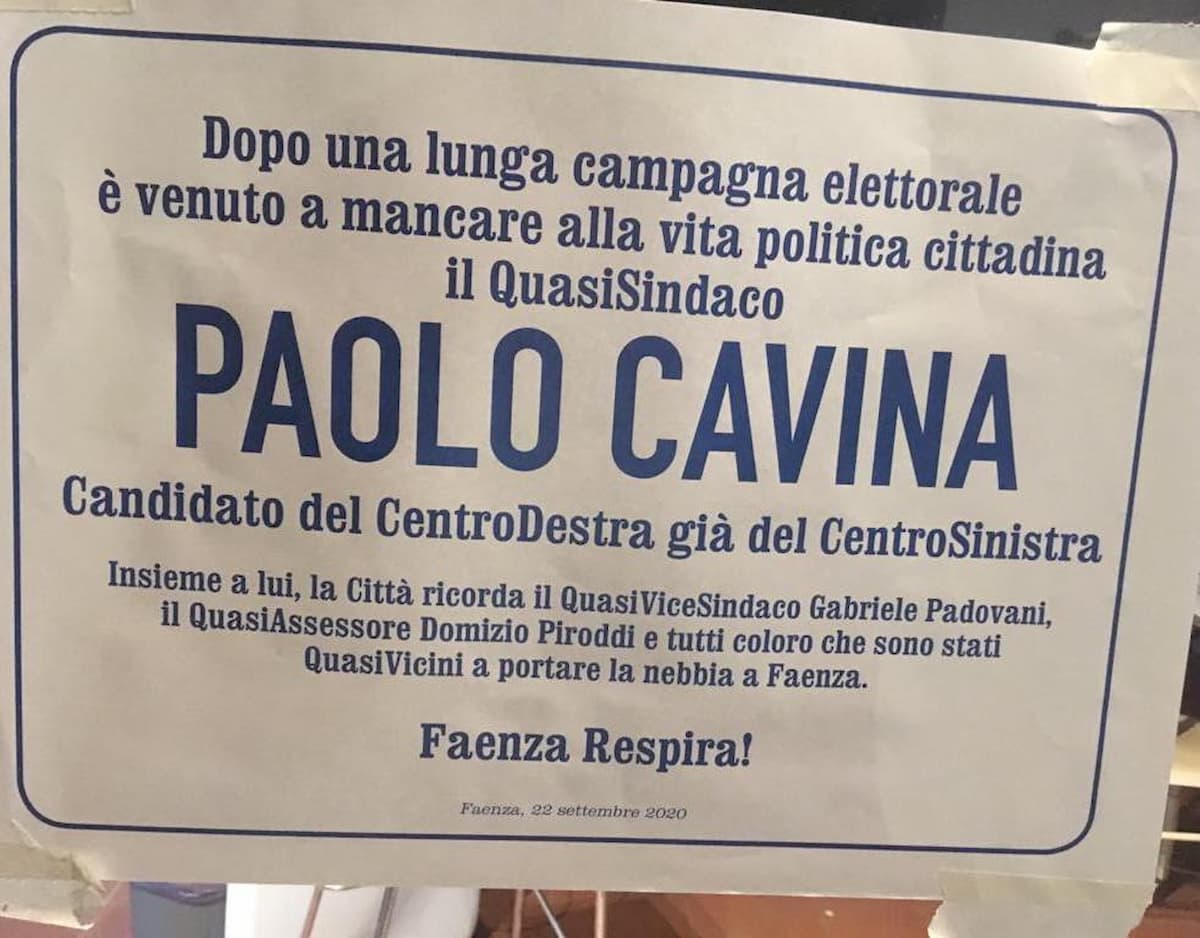 Dopo una lunga campagna elettorale
è venuto a mancare alla vita politica cittadina
il QuasiSindaco
PAOLO CAVINA
Candidato del CentroDestra già del CentroSinistra
Insieme a lui, la Città ricorda il QuasiViceSindaco Gabriele Padovani,
il QuasiAssessore Domizio Piroddi e tutti coloro che sono stati
QuasiVicini a portare la nebbia a Faenza.
Faenza Respira!
Faenza, 22 settembre 2020